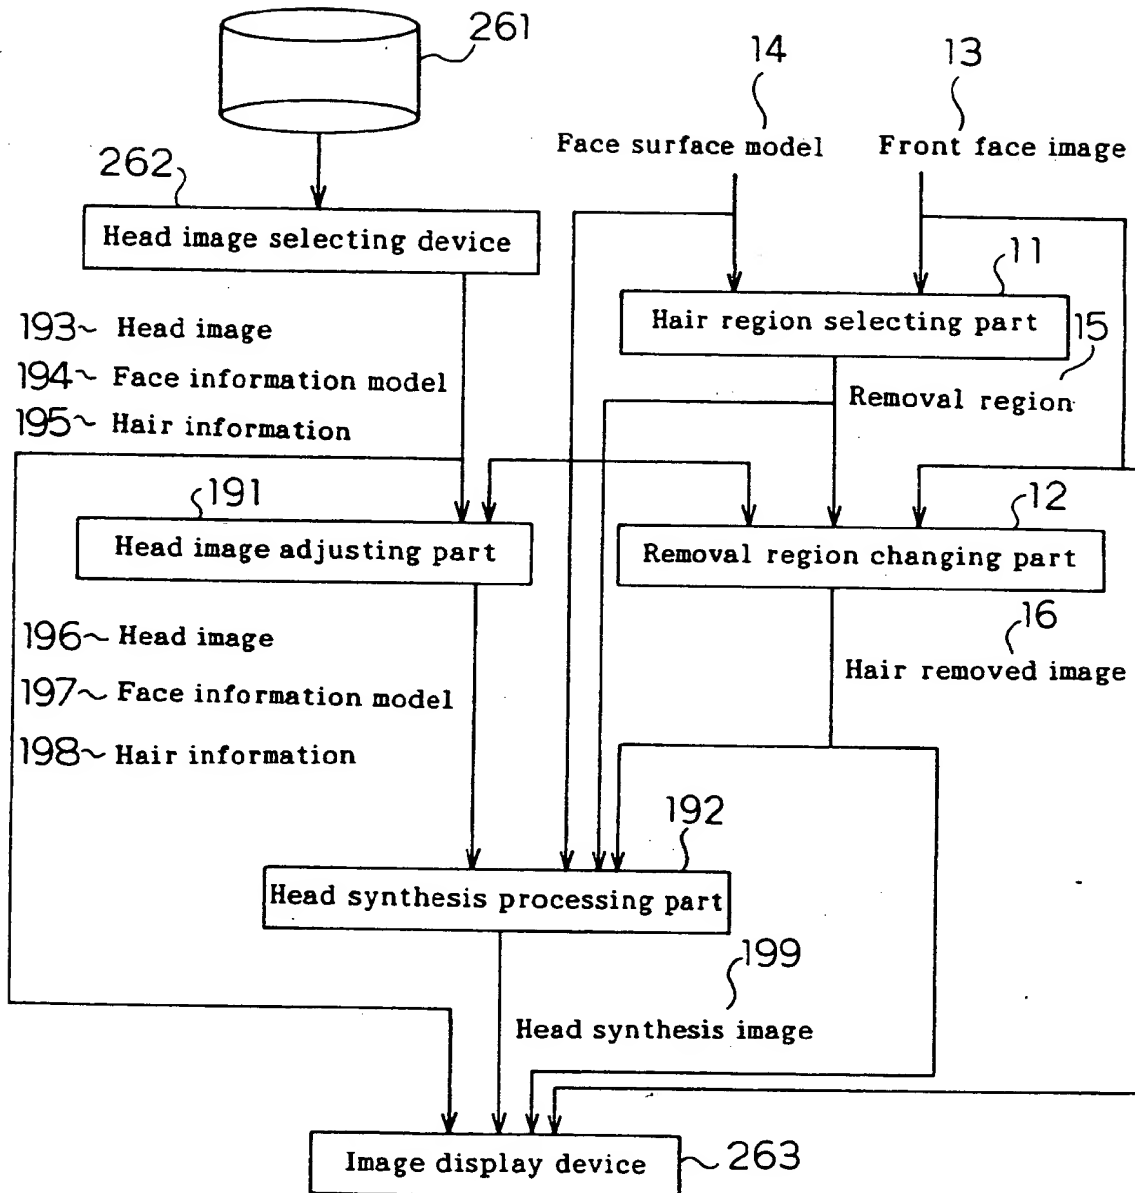 261
14 13
Face surface model Front face image
262
Head image selecting device
11
Hair region selecting part
15
193~ Head image
194~ Face information model
195~ Hair information
Removal region
191
Head image adjusting part
12
Removal region changing part
196~ Head image
197~ Face information model
198~ Hair information
16
Hair removed image
192
Head synthesis processing part
199
Head synthesis image
Image display device ~ 263